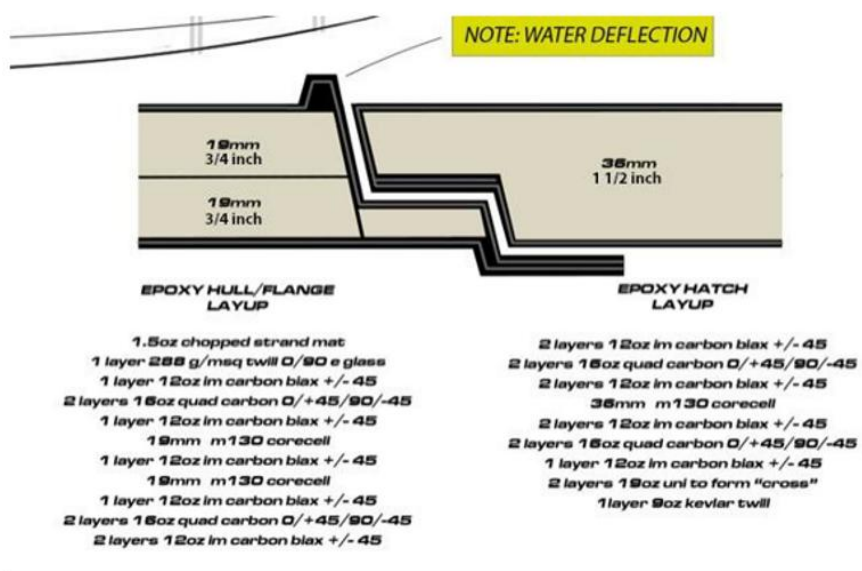 NOTE: WATER DEFLECTION
19mm
3/4 inch
19mm
3/4 inch
36mm
1 1/2 inch
EPOXY HULL/FLANGE
LAYUP
1.5oz chopped strand mat
1 layer 288 g/msq twill 0/90 e glass
1 layer 12oz im carbon biax +/- 45
2 layers 16oz quad carbon 0/+45/90/-45
1 layer 12oz im carbon biax +/- 45
19mm m130 corecell
1 layer 12oz im carbon biax +/- 45
19mm m130 corecell
1 layer 12oz im carbon biax +/- 45
2 layers 16oz quad carbon 0/+45/90/-45
2 layers 12oz im carbon biax +/- 45
EPOXY HATCH
LAYUP
2 layers 12oz im carbon biax +/- 45
2 layers 16oz quad carbon 0/+45/90/-45
2 layers 12oz im carbon biax +/- 45
36mm m130 corecell
2 layers 12oz im carbon biax +/- 45
2 layers 16oz quad carbon 0/+45/90/-45
1 layer 12oz im carbon biax +/- 45
2 layers 19oz uni to form “cross”
1layer 9oz kevlar twill